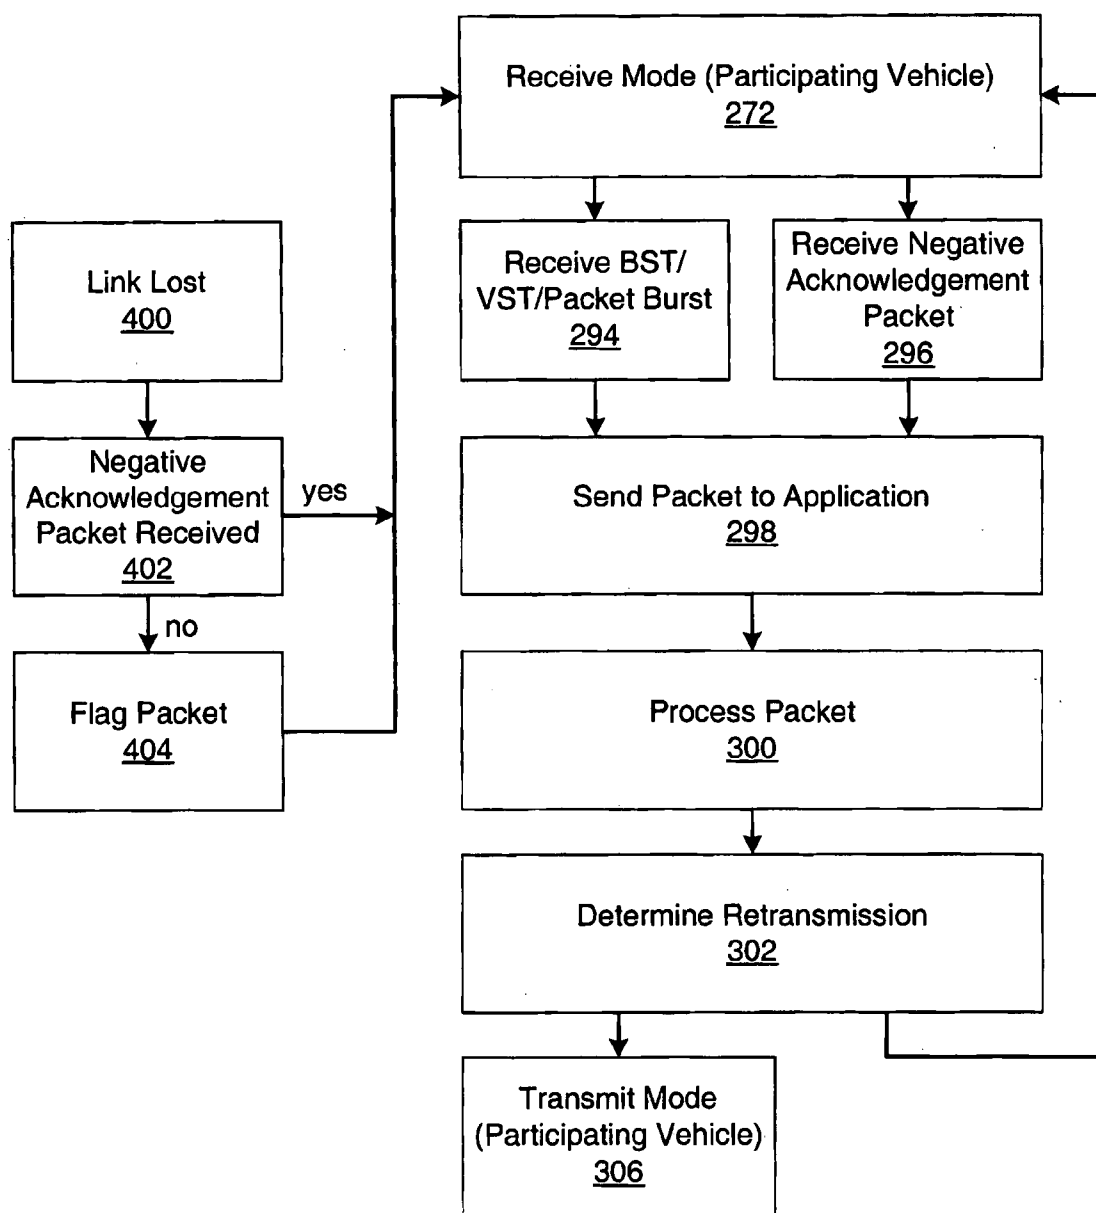 Receive Mode (Participating Vehicle)
272
Link Lost
400
Receive BST/
VST/Packet Burst
294
Receive Negative
Acknowledgement
Packet
296
Negative
Acknowledgement
Packet Received
402
yes
no
Send Packet to Application
298
Flag Packet
404
Process Packet
300
Determine Retransmission
302
Transmit Mode
(Participating Vehicle)
306